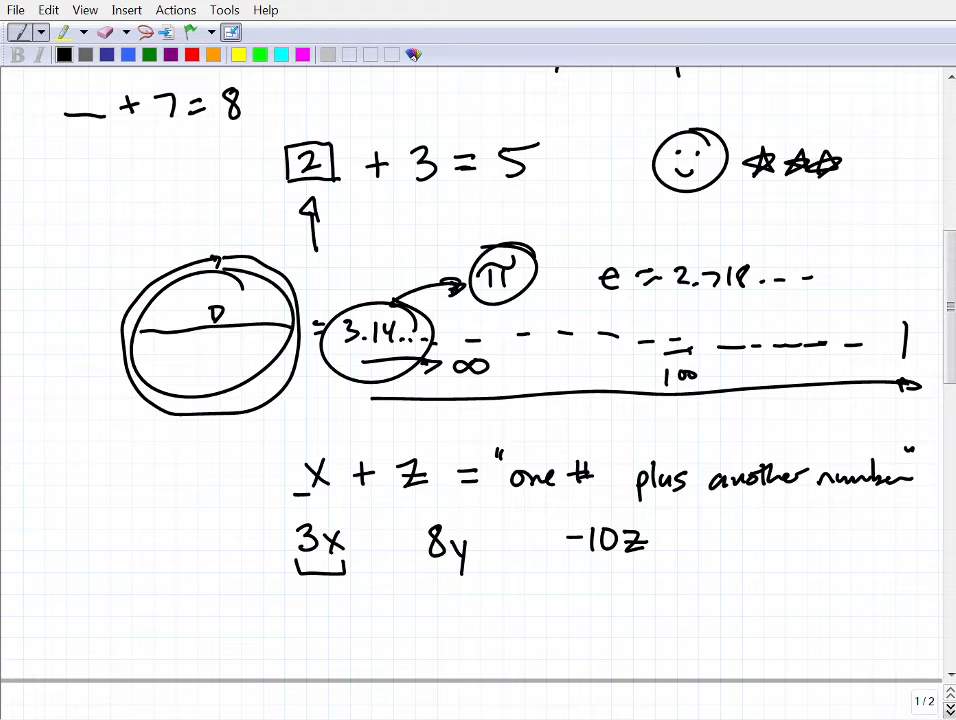 File Edit View Insert Actions Tools Help
B I
__ + 7 = 8
2 + 3 = 5
π
e ≈ 2.718...
D = 3.14...
∞ 100
x + z = "one # plus another number"
3x 8y -10z
1 / 2